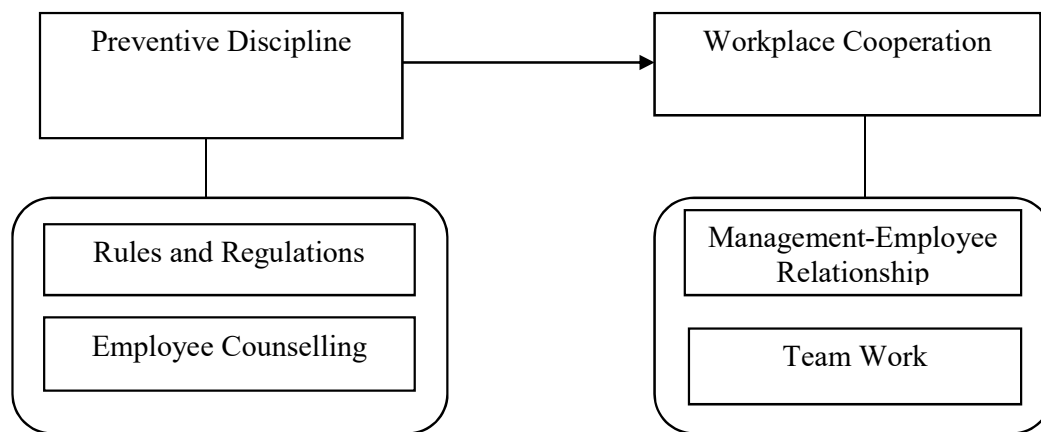 Preventive Discipline
Workplace Cooperation
Rules and Regulations
Employee Counselling
Management-Employee
Relationship
Team Work